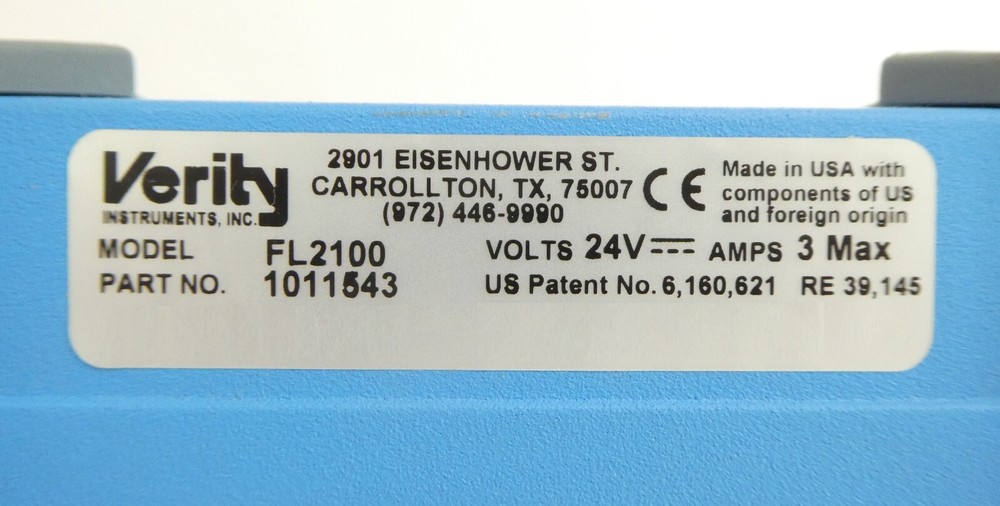 Verity
INSTRUMENTS, INC.
2901 EISENHOWER ST.
CARROLLTON, TX, 75007
(972) 446-9990
CE
Made in USA with
components of US
and foreign origin
MODEL FL2100
VOLTS 24V AMPS 3 Max
PART NO. 1011543
US Patent No. 6,160,621 RE 39,145